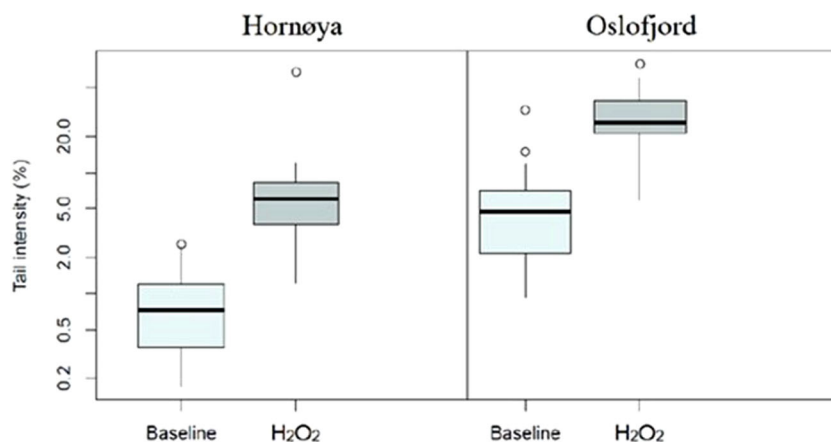 Hornøya
Oslofjord
Tail intensity (%)
20.0
5.0
2.0
0.5
0.2
Baseline
H₂O₂
Baseline
H₂O₂